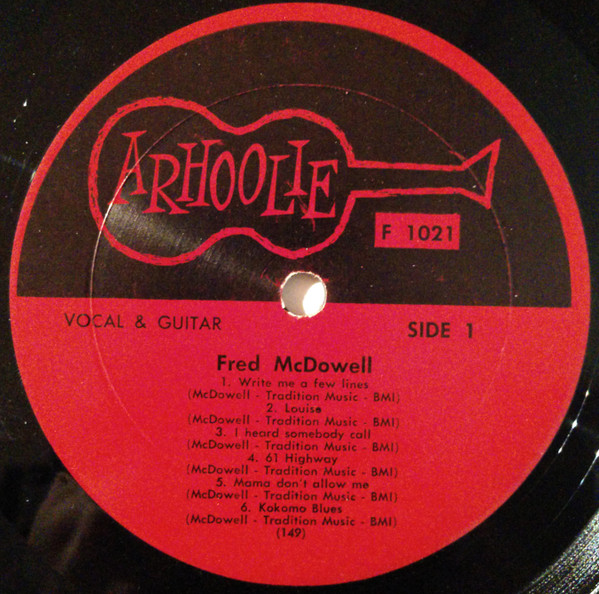 ARHOOLIE
F 1021
VOCAL & GUITAR
SIDE 1
Fred McDowell
1. Write me a few lines
(McDowell - Tradition Music - BMI)
2. Louise
(McDowell - Tradition Music - BMI)
3. I heard somebody call
(McDowell - Tradition Music - BMI)
4. 61 Highway
(McDowell - Tradition Music - BMI)
5. Mama don't allow me
(McDowell - Tradition Music - BMI)
6. Kokomo Blues
(McDowell - Tradition Music - BMI)
(149)